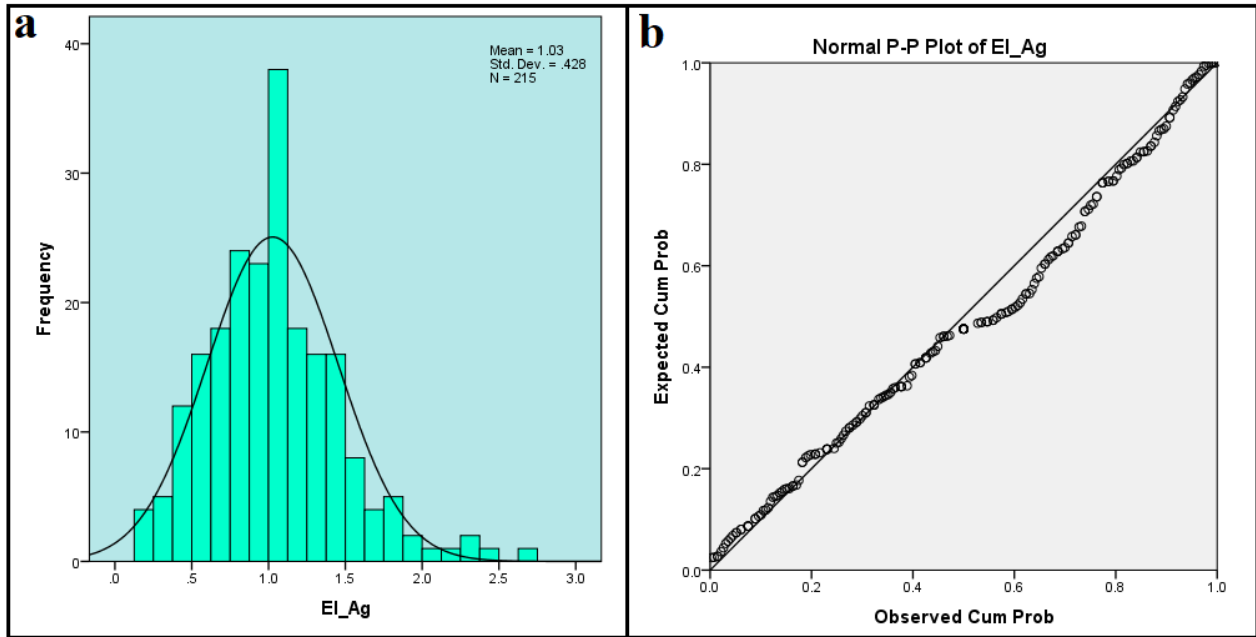 a
Mean = 1.03
Std. Dev. = .428
N = 215
40
30
20
10
0
Frequency
.0 .5 1.0 1.5 2.0 2.5 3.0
EI_Ag
b
Normal P-P Plot of EI_Ag
1.0
0.8
0.6
0.4
0.2
0.0
Expected Cum Prob
0.0 0.2 0.4 0.6 0.8 1.0
Observed Cum Prob